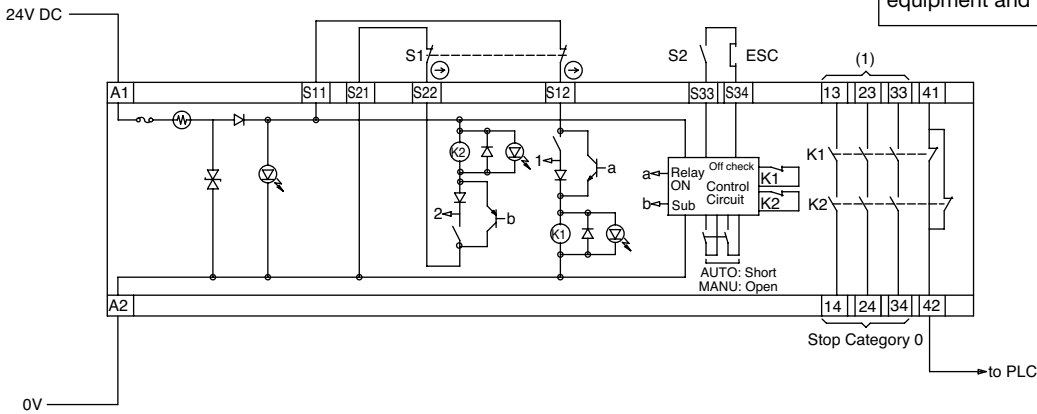 equipment and
24V DC
S1
S2
ESC
(1)
A1
S11
S21
S22
S12
S33
S34
13
23
33
41
K2
1
a
2
b
K1
a
Relay
ON
b
Sub
Off check
Control
Circuit
K1
K2
K1
K2
AUTO: Short
MANU: Open
A2
14
24
34
42
Stop Category 0
to PLC
0V